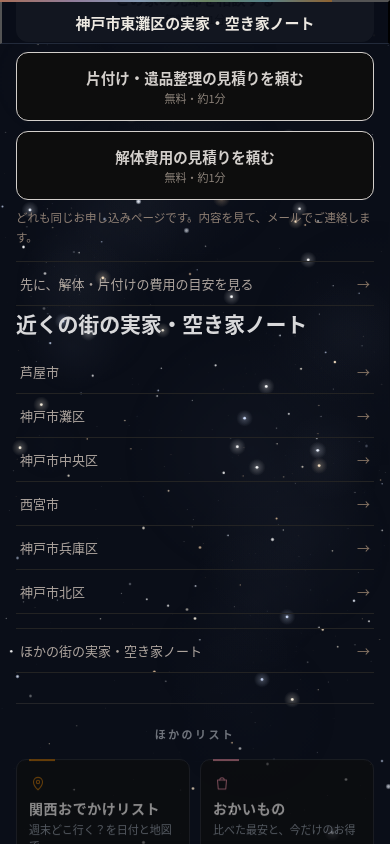 神戸市東灘区の実家・空き家ノート
片付け・遺品整理の見積りを頼む
無料・約1分
解体費用の見積りを頼む
無料・約1分
どれも同じお申し込みページです。内容を見て、メールでご連絡しま
す。
先に、解体・片付けの費用の目安を見る →
近くの街の実家・空き家ノート
芦屋市 →
神戸市灘区 →
神戸市中央区 →
西宮市 →
神戸市兵庫区 →
神戸市北区 →
ほかの街の実家・空き家ノート →
ほかのリスト
関西おでかけリスト
週末どこ行く？を日付と地図
おかいもの
比べた最安と、今だけのお得